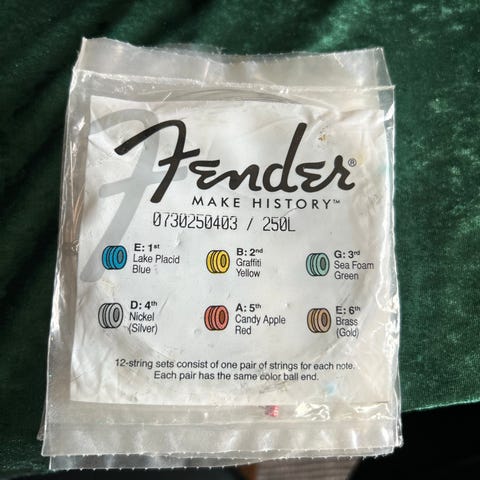 Fender®
MAKE HISTORY™
0730250403 / 250L
E: 1st
Lake Placid
Blue
B: 2nd
Graffiti
Yellow
G: 3rd
Sea Foam
Green
D: 4th
Nickel
(Silver)
A: 5th
Candy Apple
Red
E: 6th
Brass
(Gold)
12-string sets consist of one pair of strings for each note.
Each pair has the same color ball end.